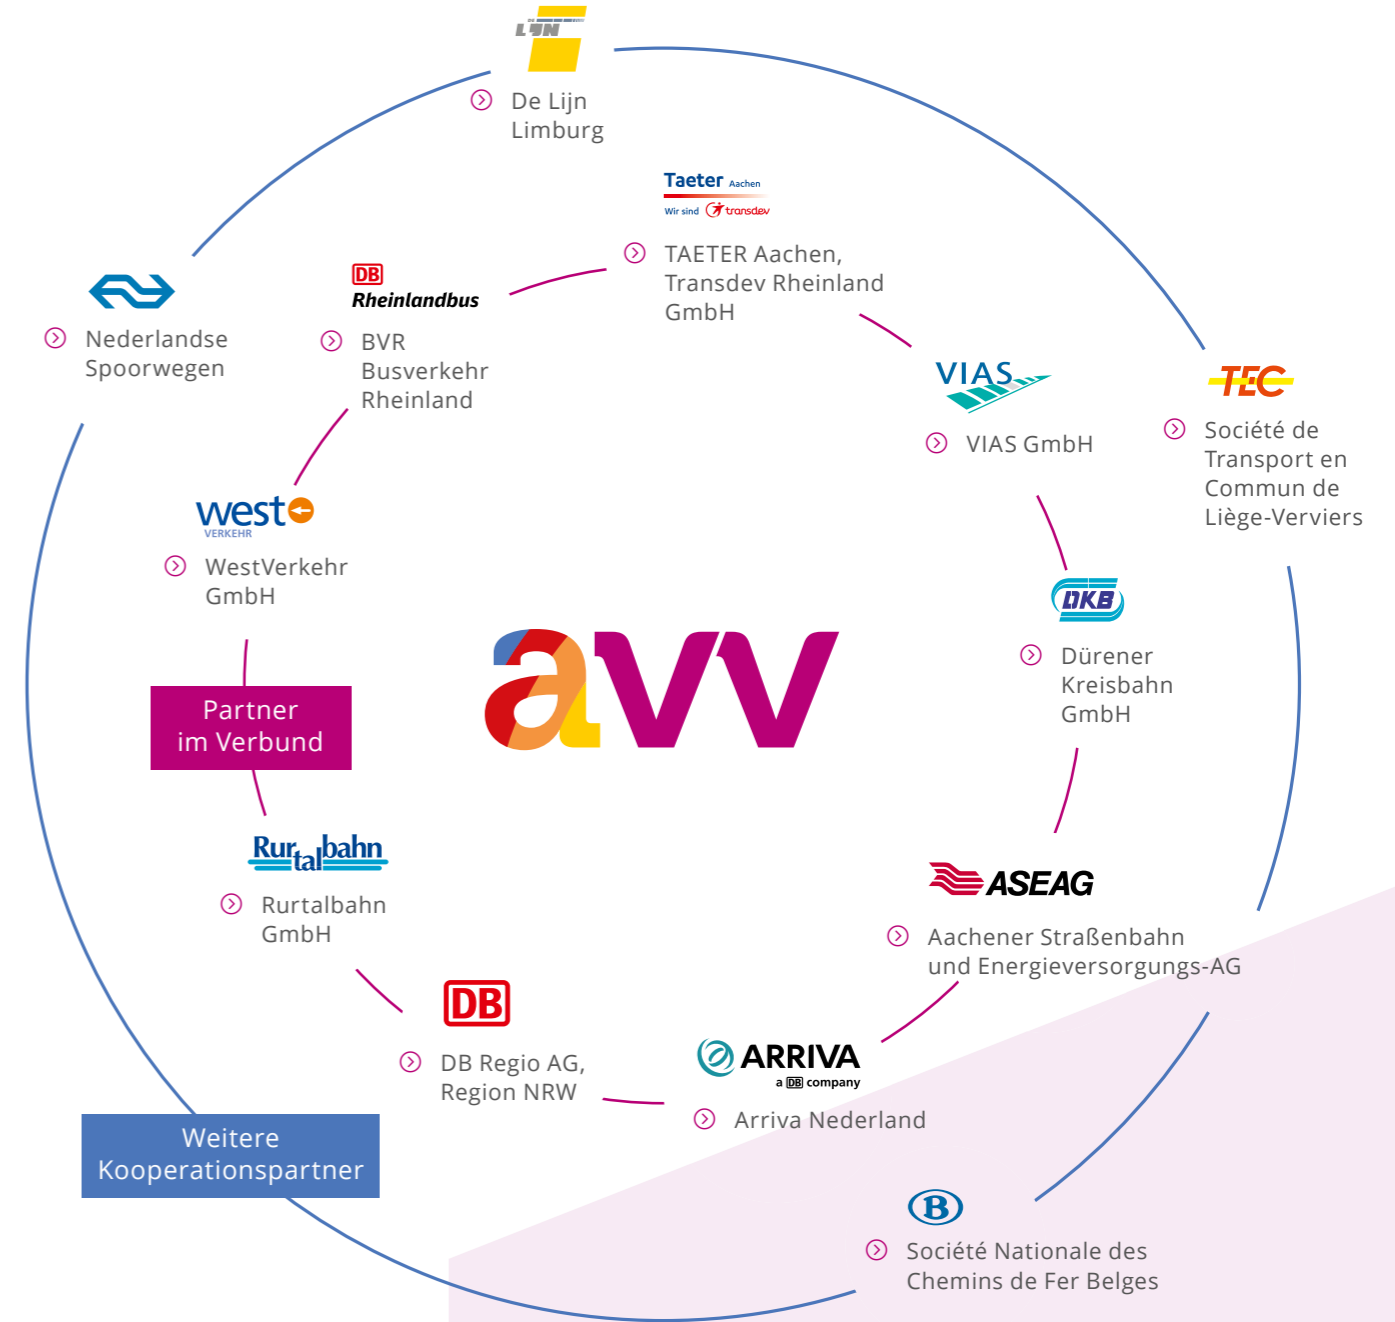 LIJN
De Lijn
Limburg
Taeter Aachen
Wir sind transdev
TAETER Aachen,
Transdev Rheinland
GmbH
DB
Rheinlandbus
BVR
Busverkehr
Rheinland
Nederlandse
Spoorwegen
VIAS
VIAS GmbH
TEC
Société de
Transport en
Commun de
Liège-Verviers
west
VERKEHR
WestVerkehr
GmbH
DKB
Dürener
Kreisbahn
GmbH
avv
Partner
im Verbund
Rurtalbahn
Rurtalbahn
GmbH
ASEAG
Aachener Straßenbahn
und Energieversorgungs-AG
DB
DB Regio AG,
Region NRW
ARRIVA
a DB company
Arriva Nederland
Weitere
Kooperationspartner
B
Société Nationale des
Chemins de Fer Belges